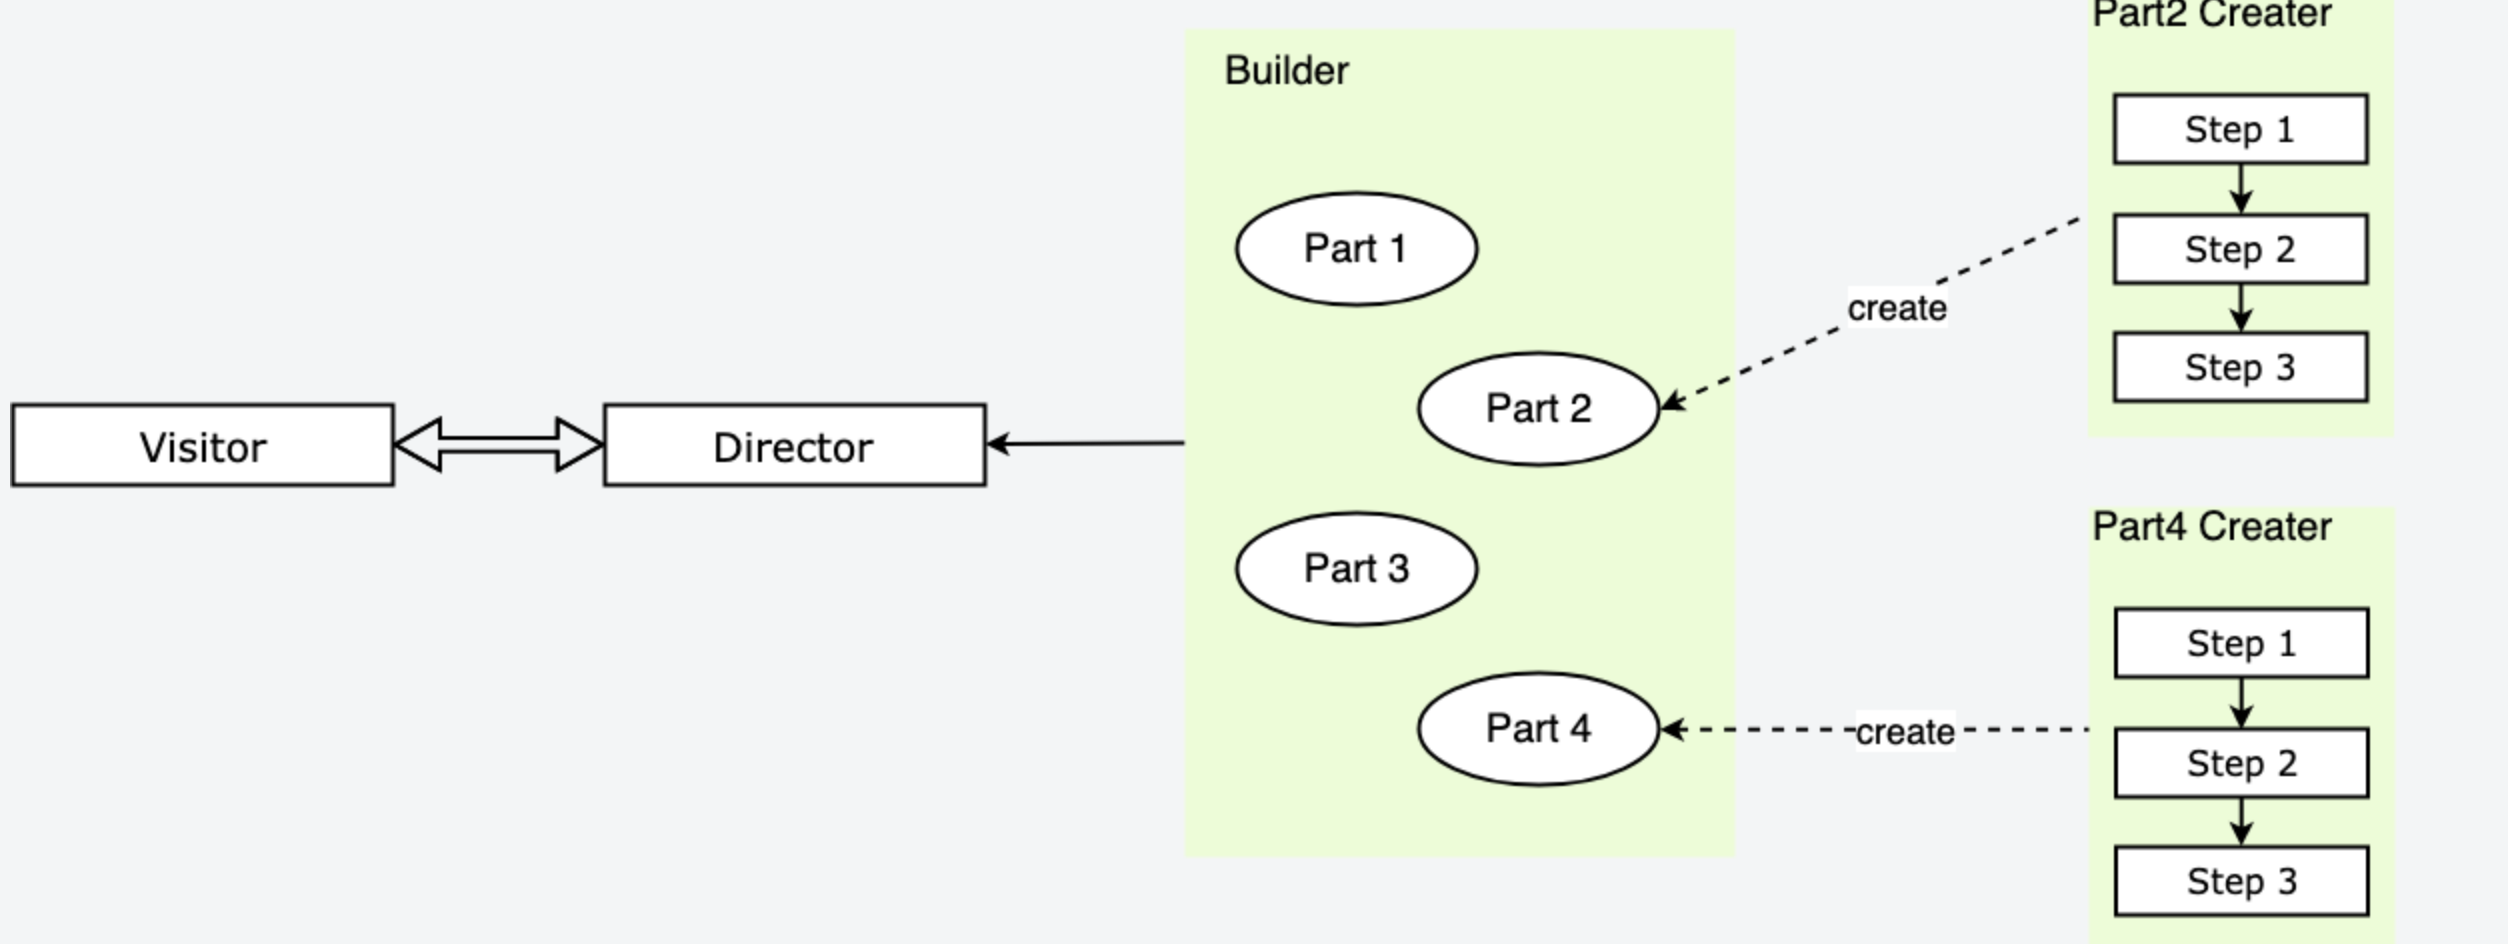 Visitor
Director
Builder
Part 1
Part 2
Part 3
Part 4
create
create
Part2 Creater
Step 1
Step 2
Step 3
Part4 Creater
Step 1
Step 2
Step 3